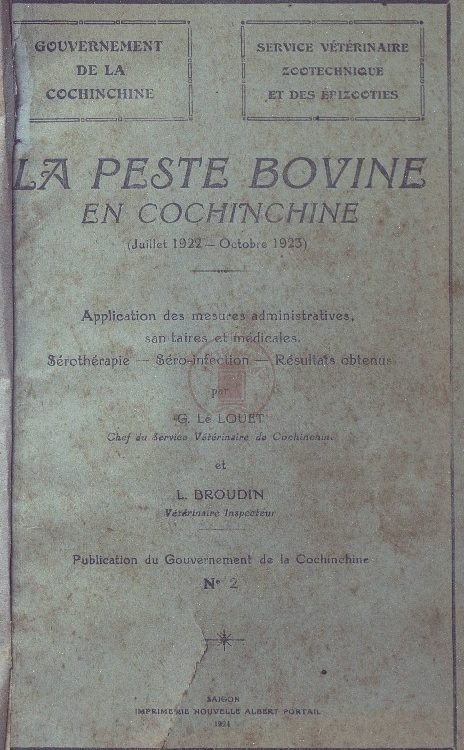 GOUVERNEMENT
DE LA
COCHINCHINE
SERVICE VÉTÉRINAIRE
ZOOTECHNIQUE
ET DES ÉPIZOOTIES
LA PESTE BOVINE
EN COCHINCHINE
(Juillet 1922 — Octobre 1923)
Application des mesures administratives,
san taires et médicales.
Sérothérapie — Séro-infection — Résultats obtenus
par
G. Le LOUET
Chef du Service Vétérinaire de Cochinchine
et
L. BROUDIN
Vétérinaire Inspecteur
Publication du Gouvernement de la Cochinchine
N° 2
SAIGON
IMPRIMERIE NOUVELLE ALBERT PORTAIL
1924